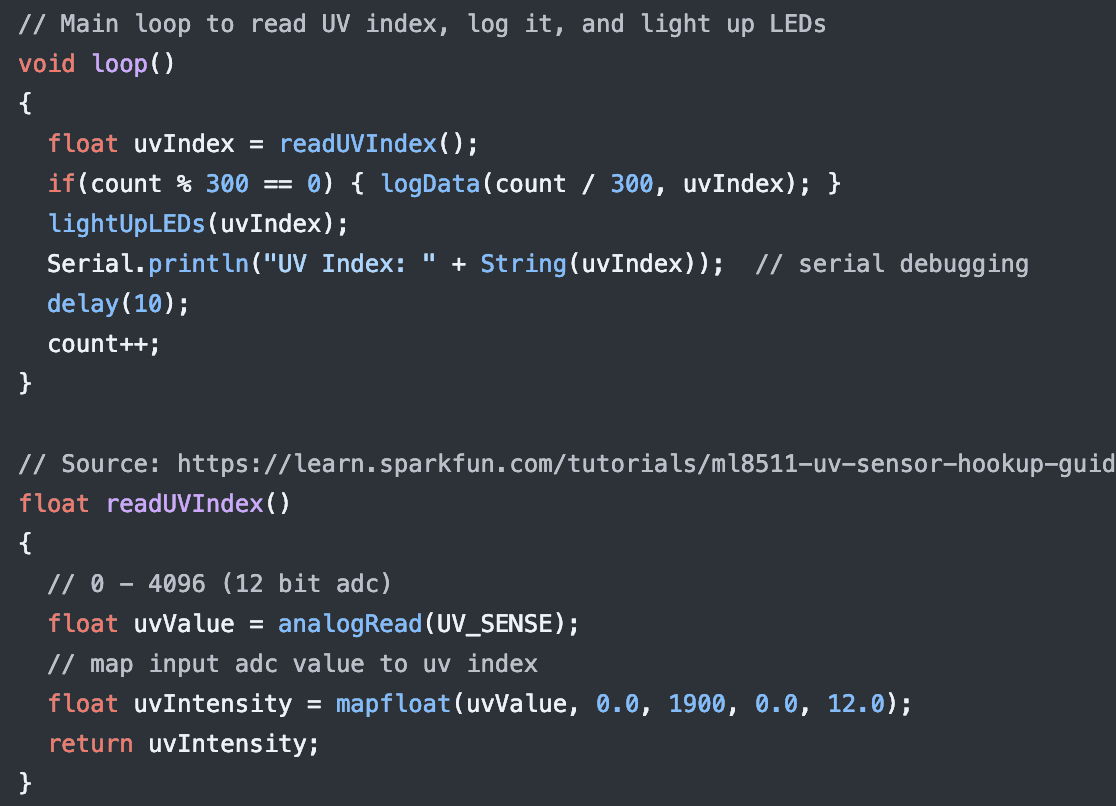 // Main loop to read UV index, log it, and light up LEDs
void loop()
{
  float uvIndex = readUVIndex();
  if(count % 300 == 0) { logData(count / 300, uvIndex); }
  lightUpLEDs(uvIndex);
  Serial.println("UV Index: " + String(uvIndex));  // serial debugging
  delay(10);
  count++;
}

// Source: https://learn.sparkfun.com/tutorials/ml8511-uv-sensor-hookup-guid
float readUVIndex()
{
  // 0 - 4096 (12 bit adc)
  float uvValue = analogRead(UV_SENSE);
  // map input adc value to uv index
  float uvIntensity = mapfloat(uvValue, 0.0, 1900, 0.0, 12.0);
  return uvIntensity;
}